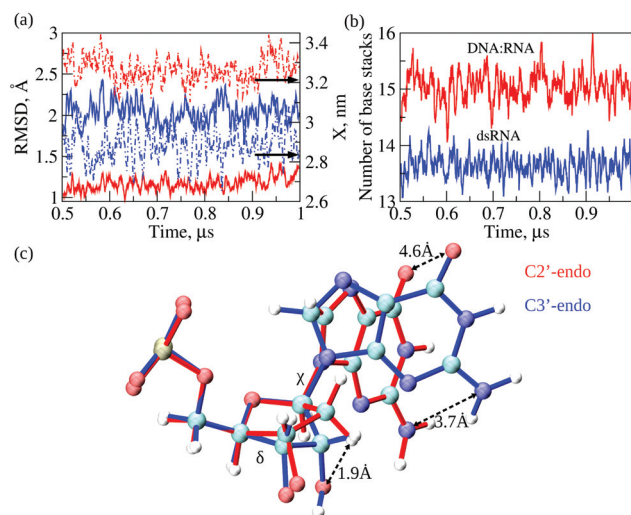 (a)
3
2.5
2
1.5
1
RMSD, Å
3.4
3.2
3
2.8
2.6
X, nm
0.5 0.6 0.7 0.8 0.9 1
Time, μs
(b)
16
15
14
13
Number of base stacks
DNA:RNA
dsRNA
0.5 0.6 0.7 0.8 0.9 1
Time, μs
(c)
4.6Å
C2'-endo
C3'-endo
χ
3.7Å
δ
1.9Å